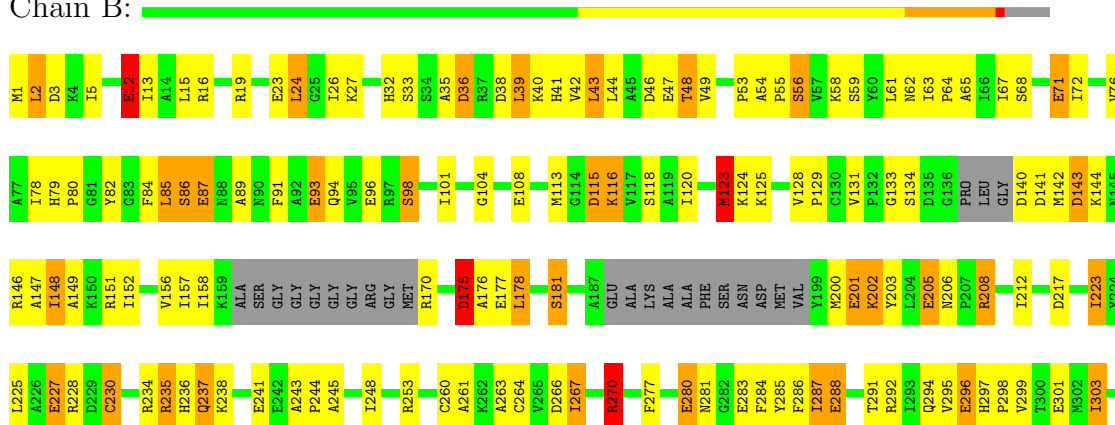 Chain B:
M1 L2 D3 K4 I5 E12 I13 A14 L15 R16 R19 E23 L24 G25 I26 K27 H32 S33 S34 A35 D36 R37 D38 L39 K40 H41 V42 L43 L44 A45 D46 E47 T48 V49 P53 A54 P55 S56 V57 K58 S59 Y60 L61 N62 I63 P64 A65 I66 I67 S68 E71 I72 V76
A77 I78 H79 P80 G81 Y82 G83 F84 L85 S86 E87 N88 A89 N90 F91 A92 E93 Q94 V95 E96 R97 S98 I101 G104 E108 M113 G114 D115 K116 V117 S118 A119 I120 M123 K124 K125 V128 P129 C130 V131 P132 G133 S134 D135 G136 PRO LEU GLY D140 D141 M142 D143 K144 N145
R146 A147 I148 A149 K150 R151 I152 V156 I157 I158 K159 ALA SER GLY GLY GLY GLY ARG GLY MET R170 D175 A176 E177 L178 S181 A187 GLU ALA LYS ALA ALA PHE SER ASN ASP MET VAL Y199 M200 E201 K202 Y203 L204 E205 N206 P207 R208 I212 D217 I223 Y224
L225 A226 E227 R228 D229 C230 R234 R235 H236 Q237 K238 E241 E242 A243 P244 A245 I248 R253 C260 A261 K262 A263 C264 V265 D266 I267 R270 F277 E280 N281 G282 E283 F284 Y285 F286 I287 E288 T291 R292 I293 Q294 V295 E296 H297 P298 V299 T300 E301 M302 I303